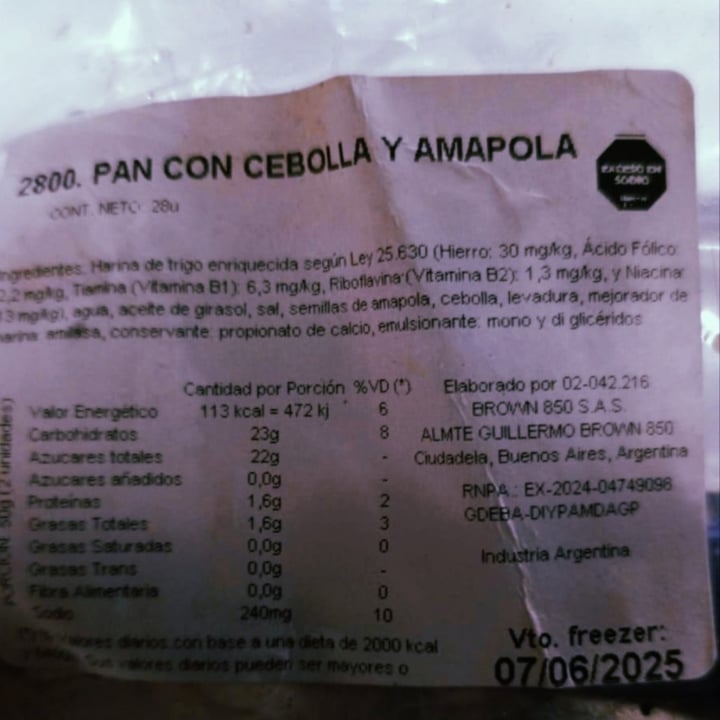 2800. PAN CON CEBOLLA Y AMAPOLA
CONT. NETO: 28u
EXCESO EN
SODIO
Ingredientes: Harina de trigo enriquecida según Ley 25.630 (Hierro: 30 mg/kg, Ácido Fólico:
2,2 mg/kg, Tiamina (Vitamina B1): 6,3 mg/kg, Riboflavina (Vitamina B2): 1,3 mg/kg, y Niacina:
13 mg/kg), agua, aceite de girasol, sal, semillas de amapola, cebolla, levadura, mejorador de
harina: amilasa, conservante: propionato de calcio, emulsionante: mono y di glicéridos
PORCIÓN: 50g (2 unidades)
Cantidad por Porción %VD (*)
Valor Energético 113 kcal = 472 kj 6
Carbohidratos 23g 8
Azucares totales 22g -
Azucares añadidos 0,0g -
Proteinas 1,6g 2
Grasas Totales 1,6g 3
Grasas Saturadas 0,0g 0
Grasas Trans 0,0g -
Fibra Alimentaria 0,0g 0
Sodio 240mg 10
valores diarios con base a una dieta de 2000 kcal
Sus valores diarios pueden ser mayores o
Elaborado por 02-042.216
BROWN 850 S.A.S.
ALMTE GUILLERMO BROWN 850
Ciudadela, Buenos Aires, Argentina
RNPA.: EX-2024-04749096
GDEBA-DIYPAMDAGP
Industria Argentina
Vto. freezer:
07/06/2025